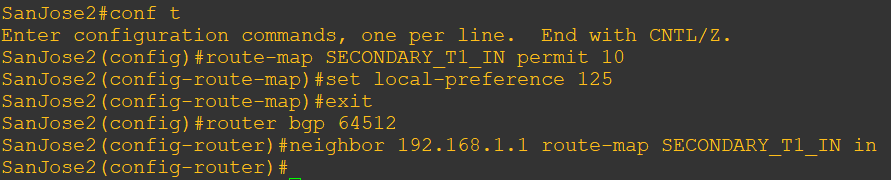 SanJose2#conf t
Enter configuration commands, one per line.  End with CNTL/Z.
SanJose2(config)#route-map SECONDARY_T1_IN permit 10
SanJose2(config-route-map)#set local-preference 125
SanJose2(config-route-map)#exit
SanJose2(config)#router bgp 64512
SanJose2(config-router)#neighbor 192.168.1.1 route-map SECONDARY_T1_IN in
SanJose2(config-router)#